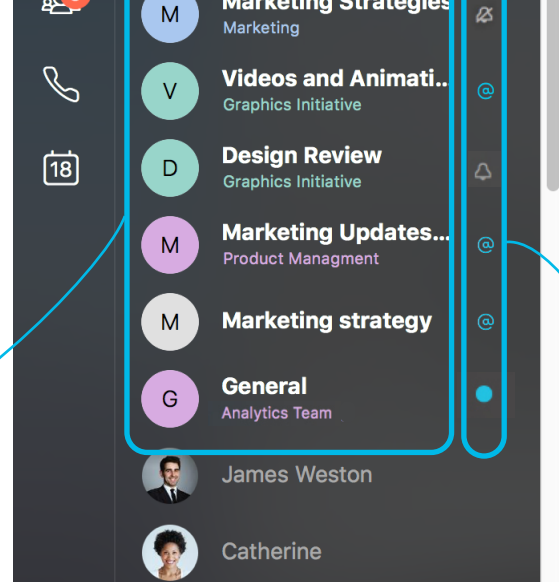 M
Marketing Strategies
Marketing
V
Videos and Animati...
Graphics Initiative
@
D
Design Review
Graphics Initiative
18
M
Marketing Updates...
Product Managment
@
M
Marketing strategy
@
G
General
Analytics Team
James Weston
Catherine